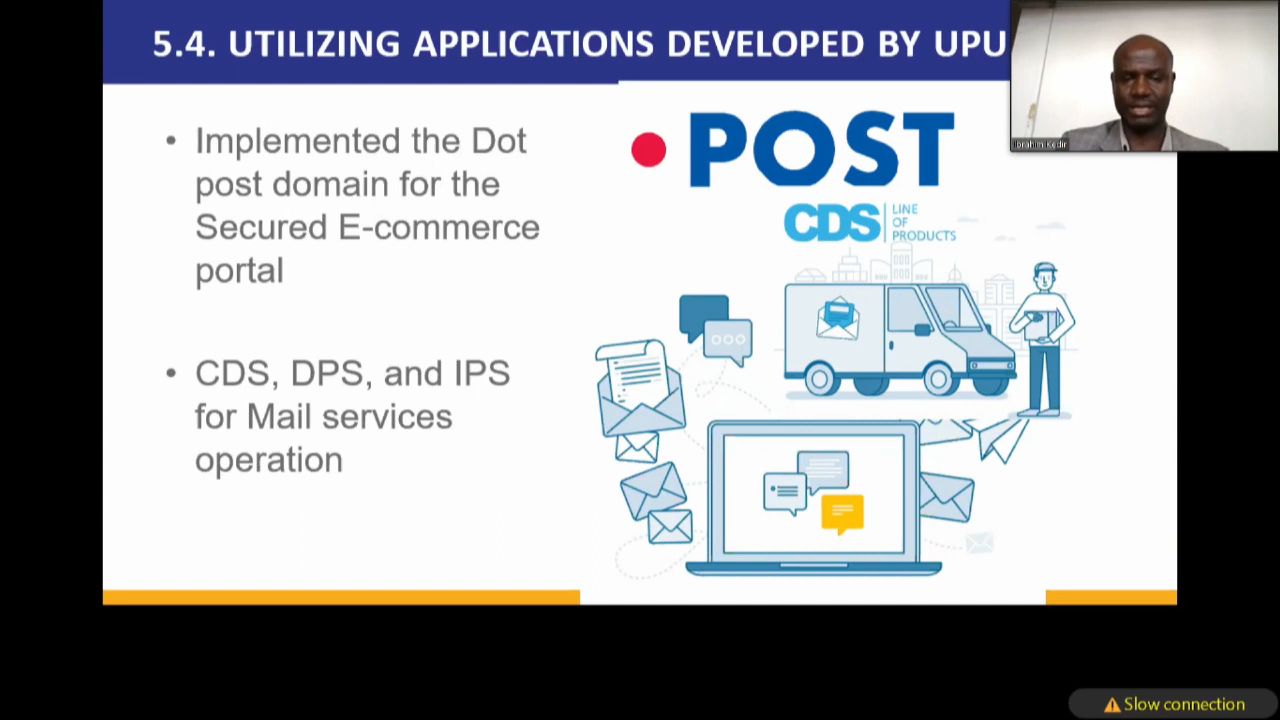 5.4. UTILIZING APPLICATIONS DEVELOPED BY UPU
• Implemented the Dot
post domain for the
Secured E-commerce
portal
• CDS, DPS, and IPS
for Mail services
operation
POST
CDS
LINE
OF
PRODUCTS
Ibrahim Kedir
Slow connection